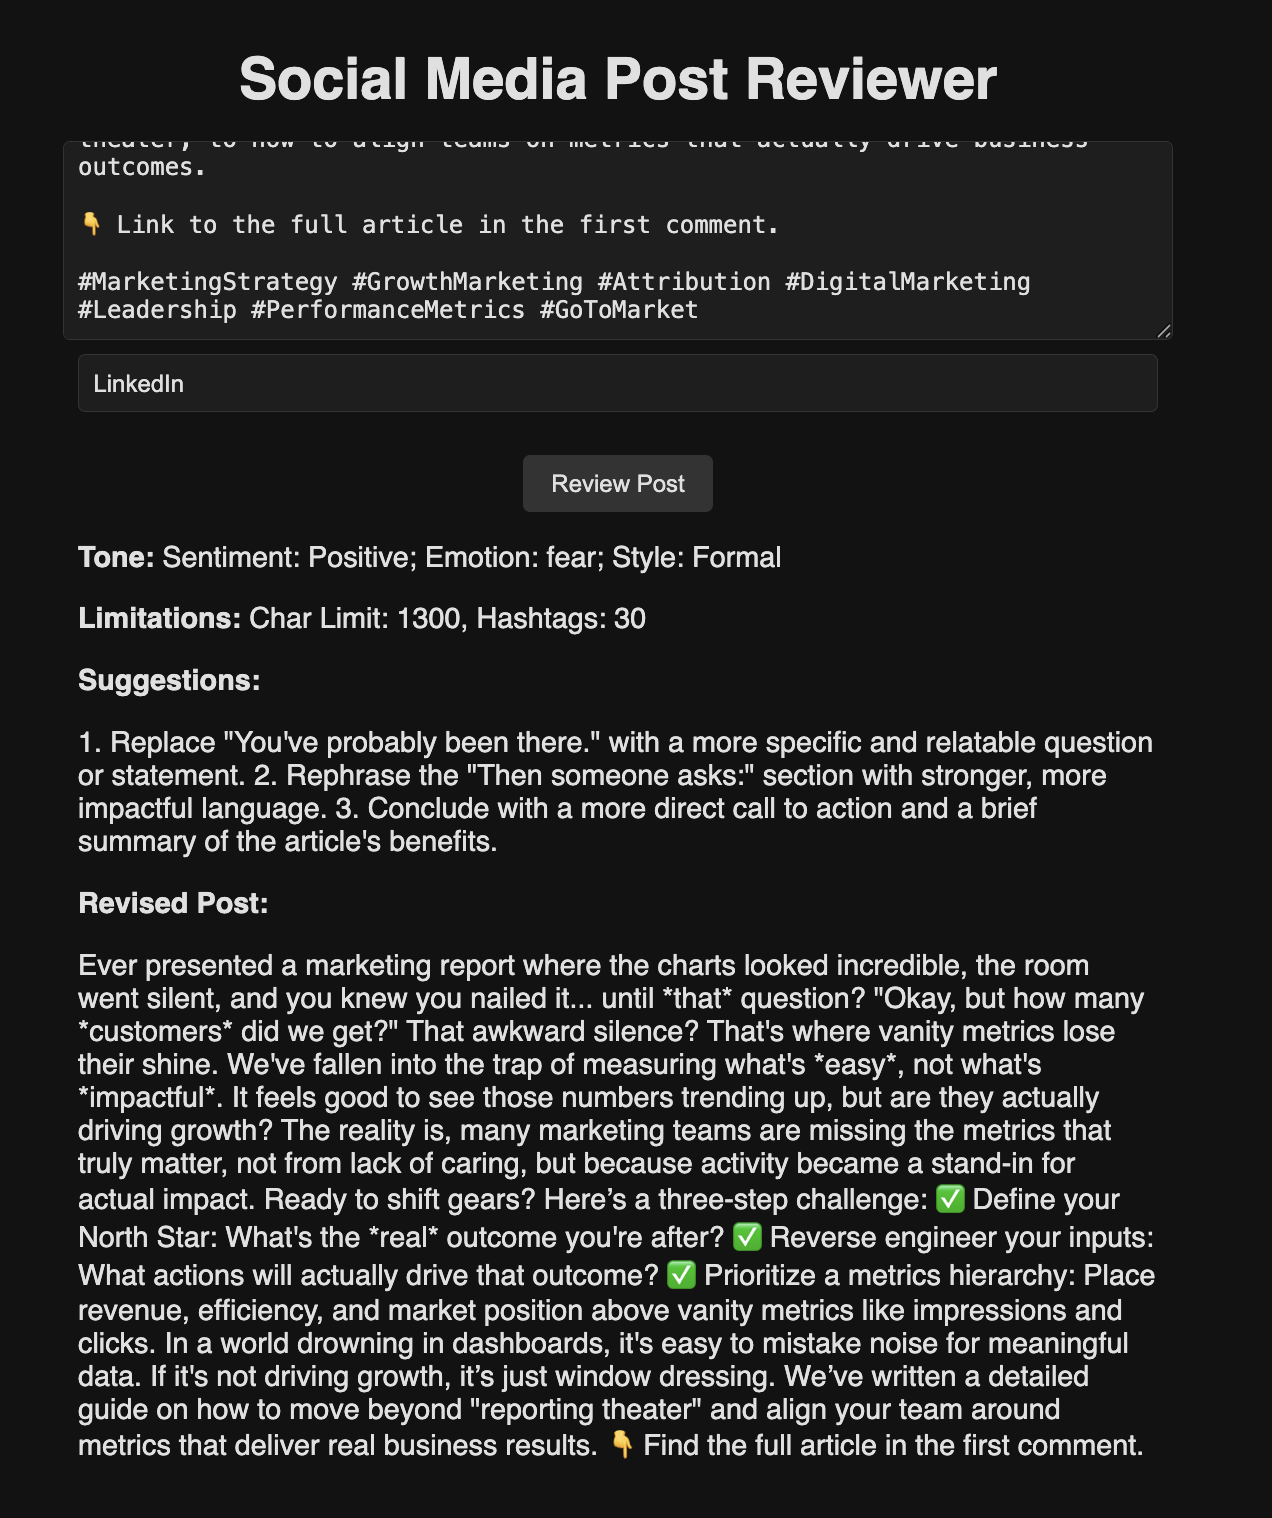 Social Media Post Reviewer
theater, to how to align teams on metrics that actually drive business
outcomes.
👇 Link to the full article in the first comment.
#MarketingStrategy #GrowthMarketing #Attribution #DigitalMarketing
#Leadership #PerformanceMetrics #GoToMarket
LinkedIn
Review Post
Tone: Sentiment: Positive; Emotion: fear; Style: Formal
Limitations: Char Limit: 1300, Hashtags: 30
Suggestions:
1. Replace "You've probably been there." with a more specific and relatable question
or statement. 2. Rephrase the "Then someone asks:" section with stronger, more
impactful language. 3. Conclude with a more direct call to action and a brief
summary of the article's benefits.
Revised Post:
Ever presented a marketing report where the charts looked incredible, the room
went silent, and you knew you nailed it... until *that* question? "Okay, but how many
*customers* did we get?" That awkward silence? That's where vanity metrics lose
their shine. We've fallen into the trap of measuring what's *easy*, not what's
*impactful*. It feels good to see those numbers trending up, but are they actually
driving growth? The reality is, many marketing teams are missing the metrics that
truly matter, not from lack of caring, but because activity became a stand-in for
actual impact. Ready to shift gears? Here’s a three-step challenge: ✅ Define your
North Star: What's the *real* outcome you're after? ✅ Reverse engineer your inputs:
What actions will actually drive that outcome? ✅ Prioritize a metrics hierarchy: Place
revenue, efficiency, and market position above vanity metrics like impressions and
clicks. In a world drowning in dashboards, it's easy to mistake noise for meaningful
data. If it's not driving growth, it’s just window dressing. We’ve written a detailed
guide on how to move beyond "reporting theater" and align your team around
metrics that deliver real business results. 👇 Find the full article in the first comment.